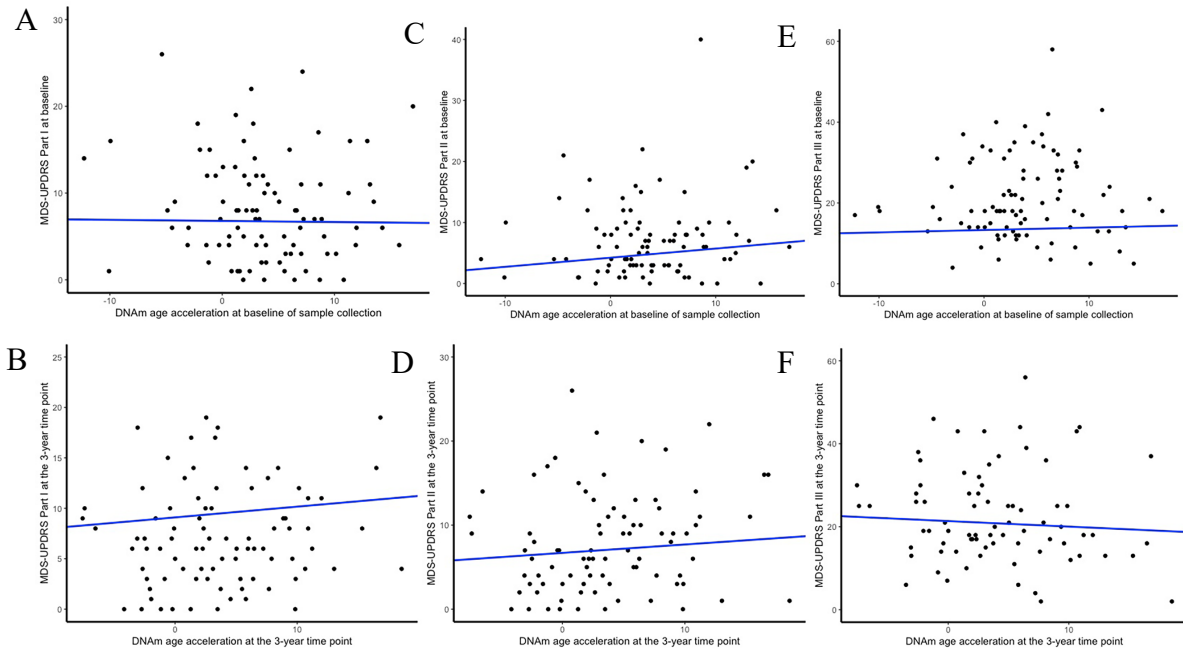 A
MDS-UPDRS Part I at baseline
30
20
10
0
-10
0
10
DNAm age acceleration at baseline of sample collection
C
MDS-UPDRS Part II at baseline
40
30
20
10
0
-10
0
10
DNAm age acceleration at baseline of sample collection
E
MDS-UPDRS Part III at baseline
60
40
20
0
-10
0
10
DNAm age acceleration at baseline of sample collection
B
MDS-UPDRS Part I at the 3-year time point
25
20
15
10
5
0
0
10
DNAm age acceleration at the 3-year time point
D
MDS-UPDRS Part II at the 3-year time point
30
20
10
0
0
10
DNAm age acceleration at the 3-year time point
F
MDS-UPDRS Part III at the 3-year time point
60
40
20
0
0
10
DNAm age acceleration at the 3-year time point